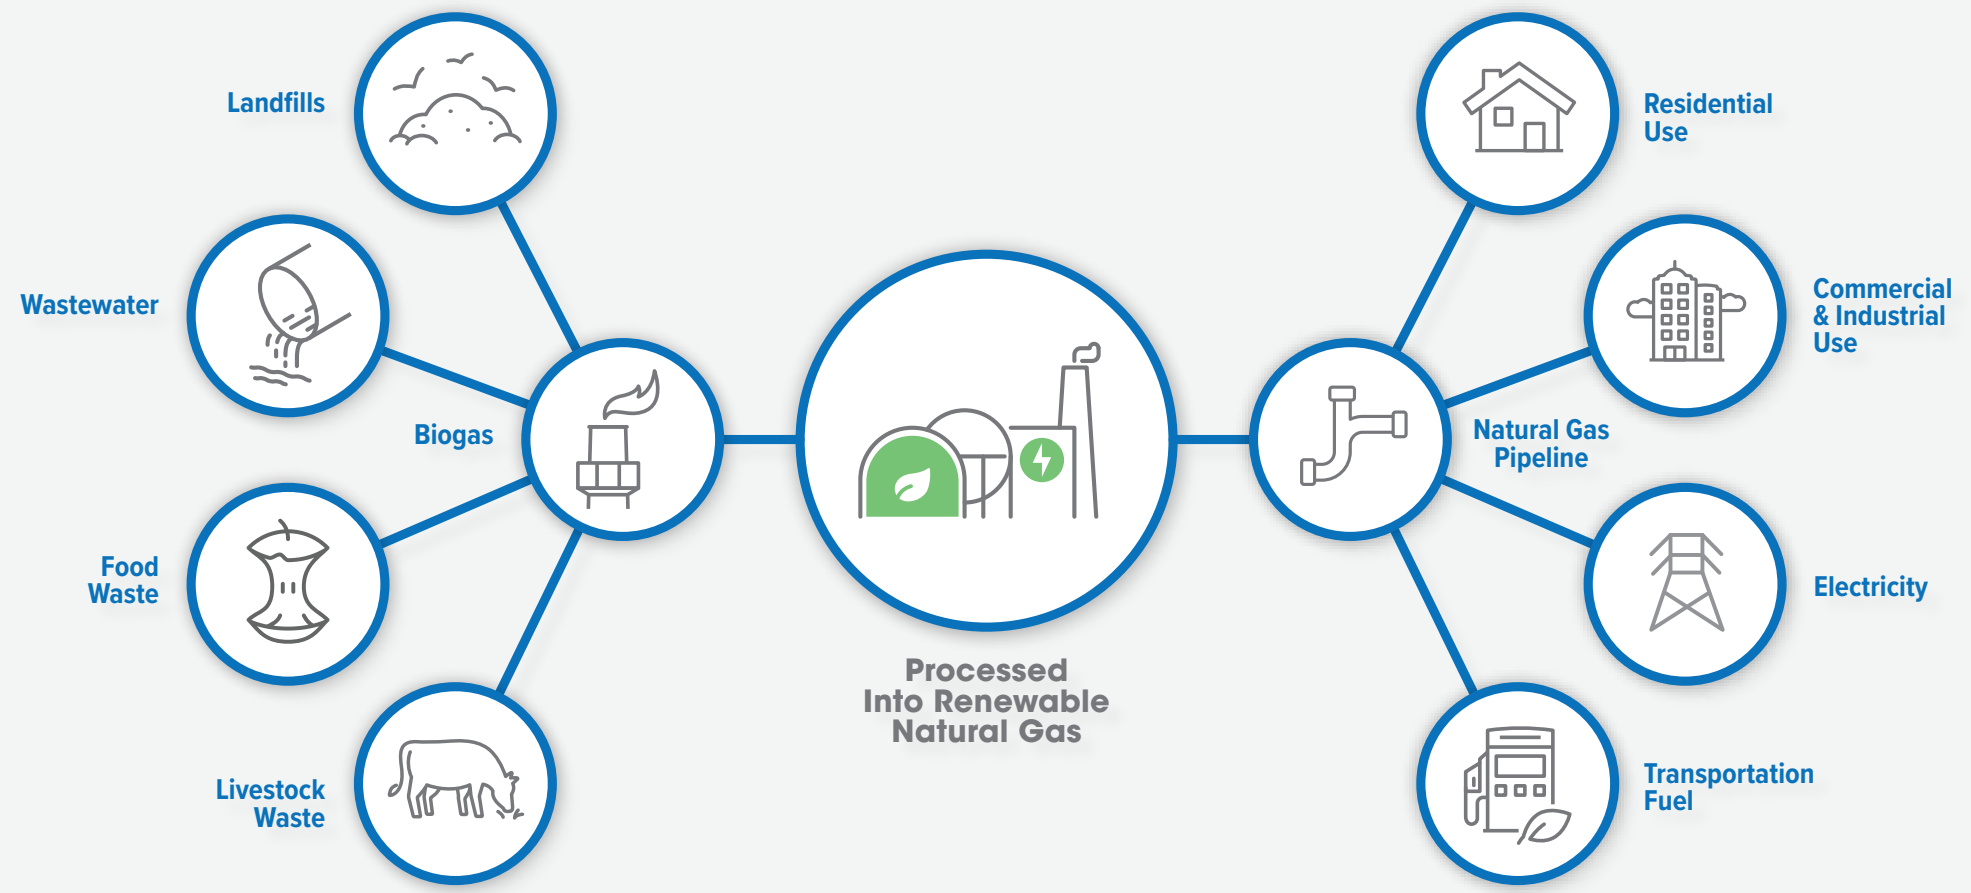 Landfills
Wastewater
Biogas
Food
Waste
Livestock
Waste
Processed
Into Renewable
Natural Gas
Residential
Use
Commercial
& Industrial
Use
Natural Gas
Pipeline
Electricity
Transportation
Fuel